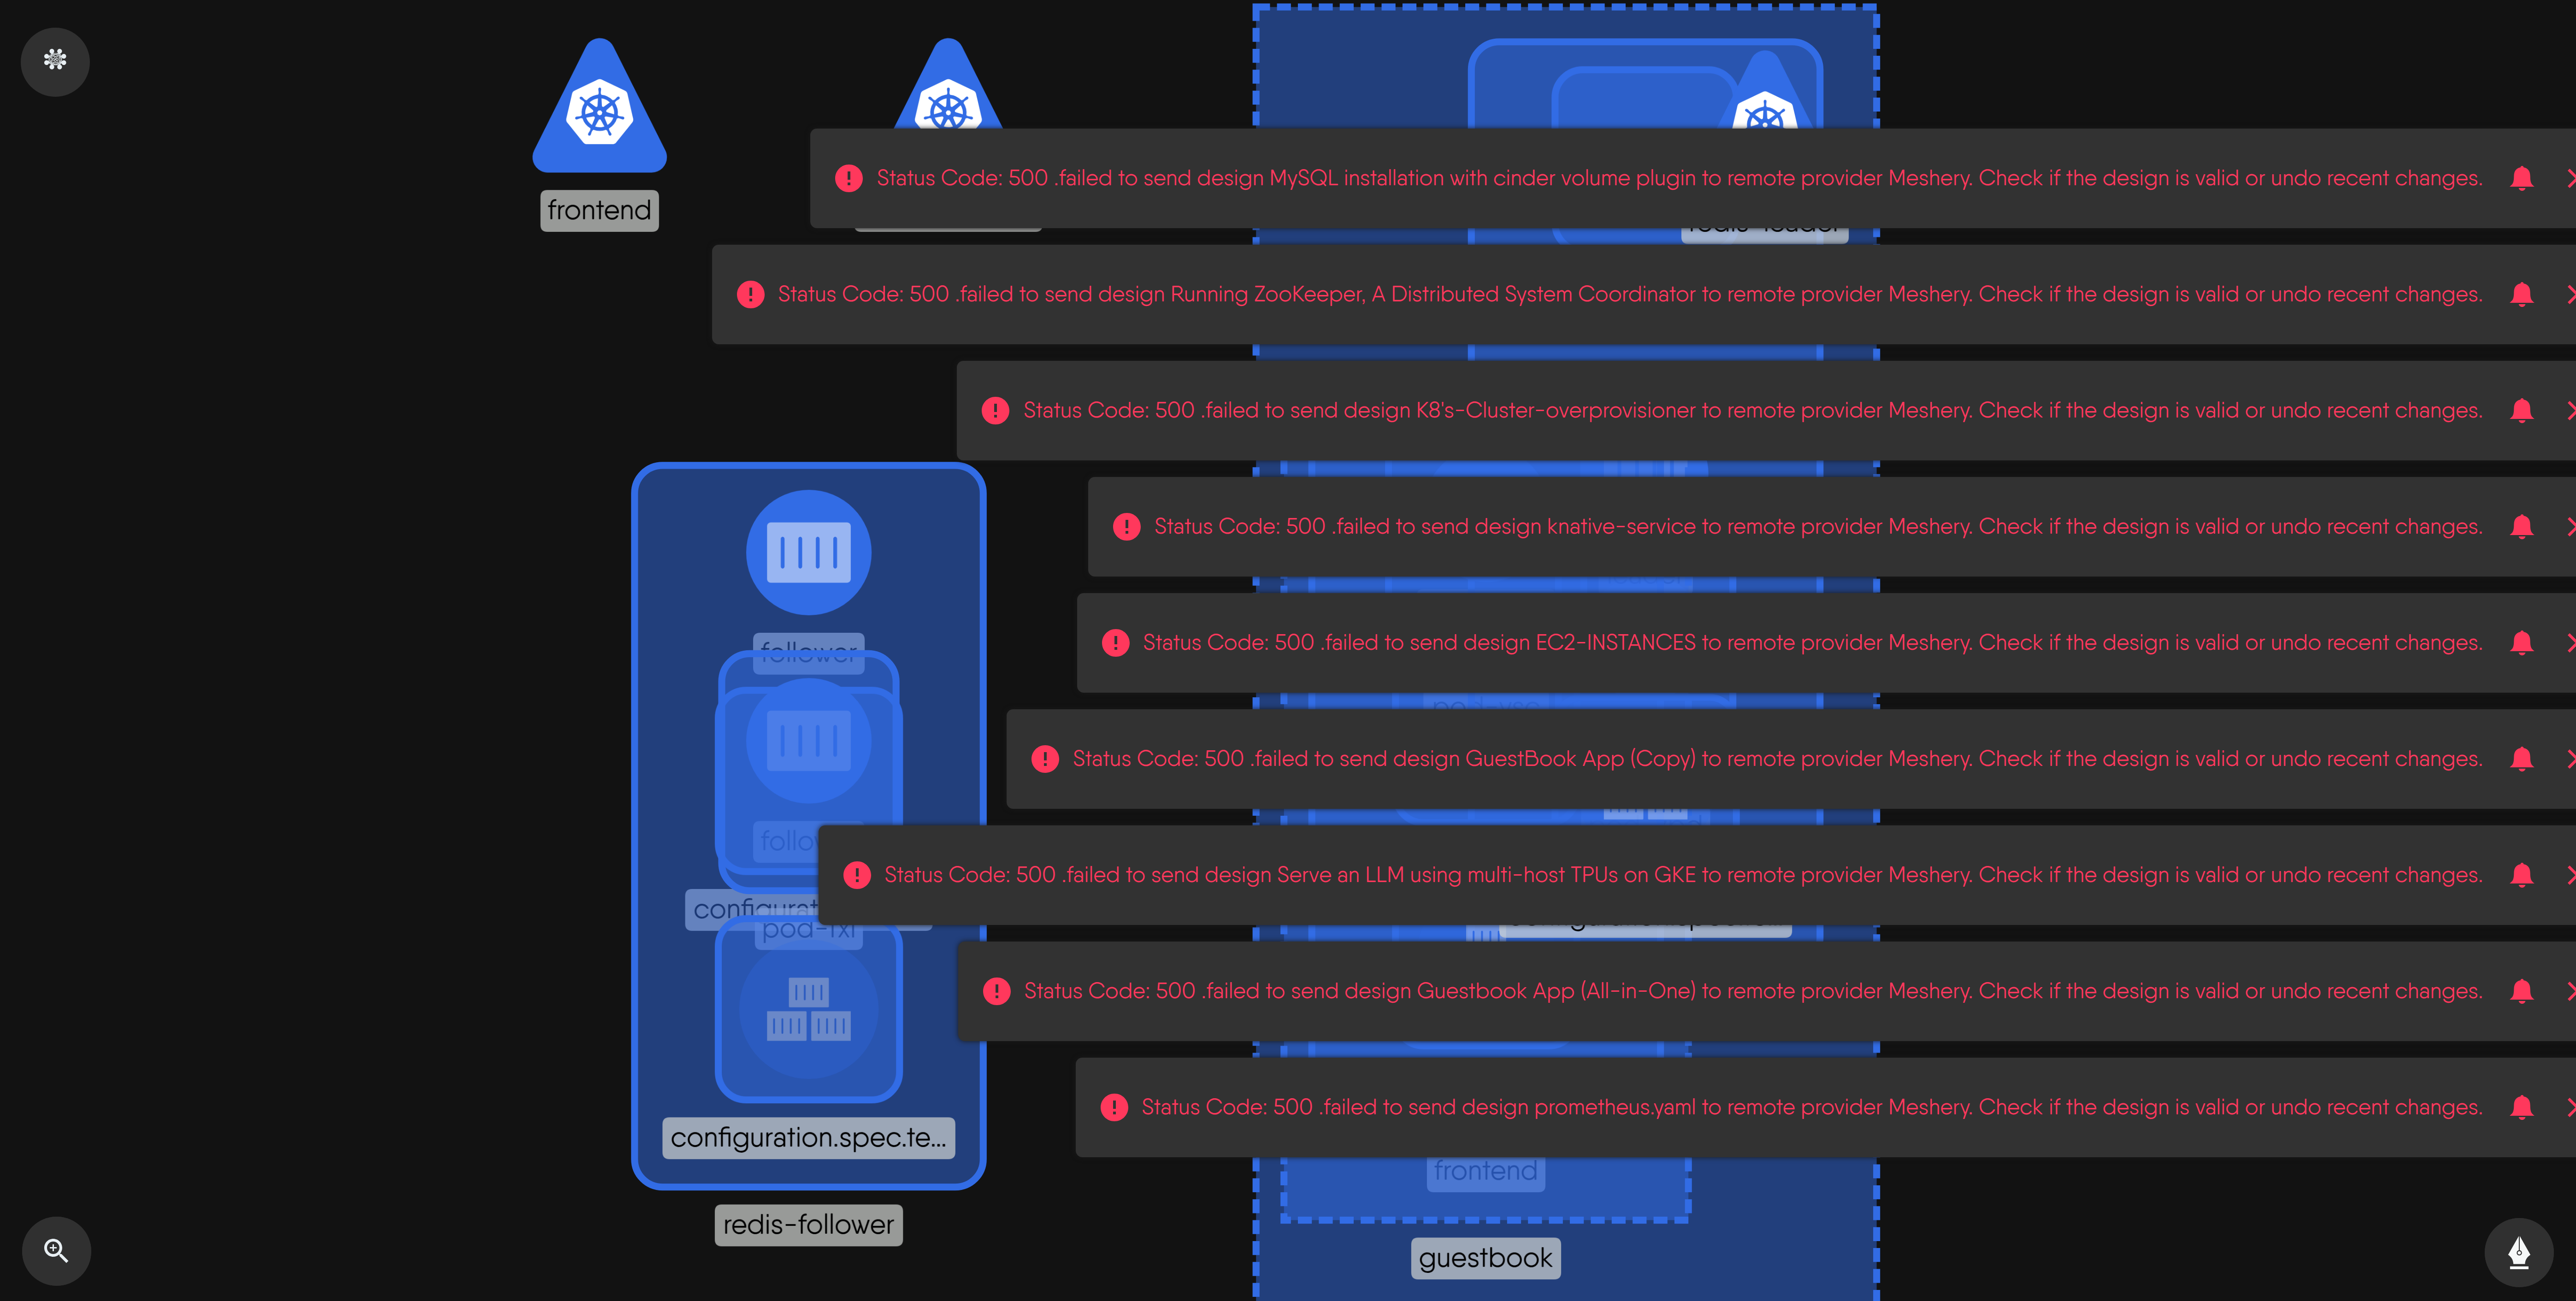 frontend
Status Code: 500 .failed to send design MySQL installation with cinder volume plugin to remote provider Meshery. Check if the design is valid or undo recent changes.
redis-leader
Status Code: 500 .failed to send design Running ZooKeeper, A Distributed System Coordinator to remote provider Meshery. Check if the design is valid or undo recent changes.
Status Code: 500 .failed to send design K8's-Cluster-overprovisioner to remote provider Meshery. Check if the design is valid or undo recent changes.
Status Code: 500 .failed to send design knative-service to remote provider Meshery. Check if the design is valid or undo recent changes.
Status Code: 500 .failed to send design EC2-INSTANCES to remote provider Meshery. Check if the design is valid or undo recent changes.
follower
Status Code: 500 .failed to send design GuestBook App (Copy) to remote provider Meshery. Check if the design is valid or undo recent changes.
Status Code: 500 .failed to send design Serve an LLM using multi-host TPUs on GKE to remote provider Meshery. Check if the design is valid or undo recent changes.
Status Code: 500 .failed to send design Guestbook App (All-in-One) to remote provider Meshery. Check if the design is valid or undo recent changes.
Status Code: 500 .failed to send design prometheus.yaml to remote provider Meshery. Check if the design is valid or undo recent changes.
configuration.spec.te...
frontend
redis-follower
guestbook